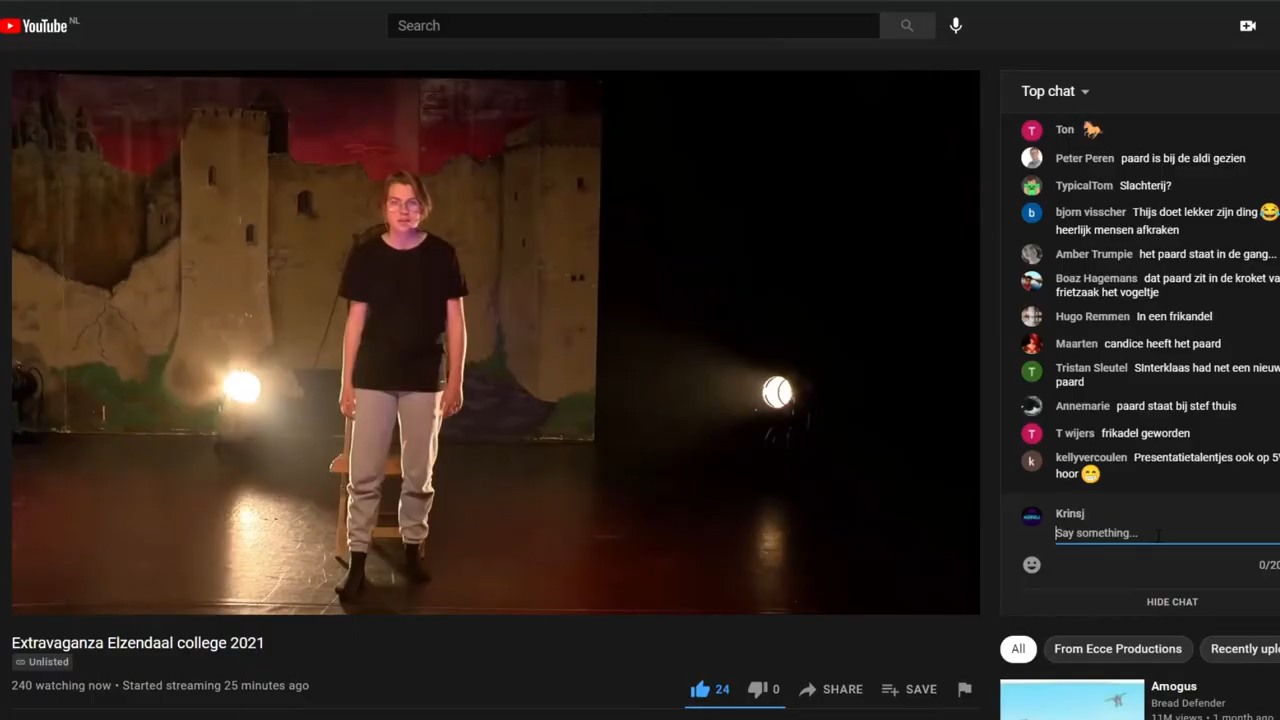 YouTube NL
Search
Top chat
T Ton
Peter Peren paard is bij de aldi gezien
TypicalTom Slachterij?
b bjorn visscher Thijs doet lekker zijn ding
heerlijk mensen afkraken
Amber Trumpie het paard staat in de gang...
Boaz Hagemans dat paard zit in de kroket va
frietzaak het vogeltje
Hugo Remmen In een frikandel
Maarten candice heeft het paard
T Tristan Sleutel SInterklaas had net een nieuw
paard
Annemarie paard staat bij stef thuis
T T wijers frikadel geworden
k kellyvercoulen Presentatietalentjes ook op 5
hoor
Krinsj
Say something...
0/20
HIDE CHAT
Extravaganza Elzendaal college 2021
Unlisted
240 watching now • Started streaming 25 minutes ago
24 0 SHARE SAVE
All From Ecce Productions Recently uplo
Amogus
Bread Defender
11M views • 1 month ago